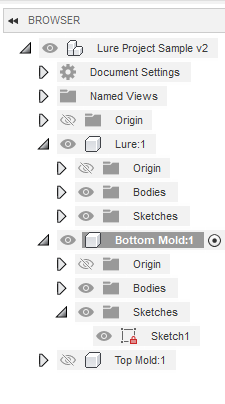 BROWSER
Lure Project Sample v2
Document Settings
Named Views
Origin
Lure:1
Origin
Bodies
Sketches
Bottom Mold:1
Origin
Bodies
Sketches
Sketch1
Top Mold:1